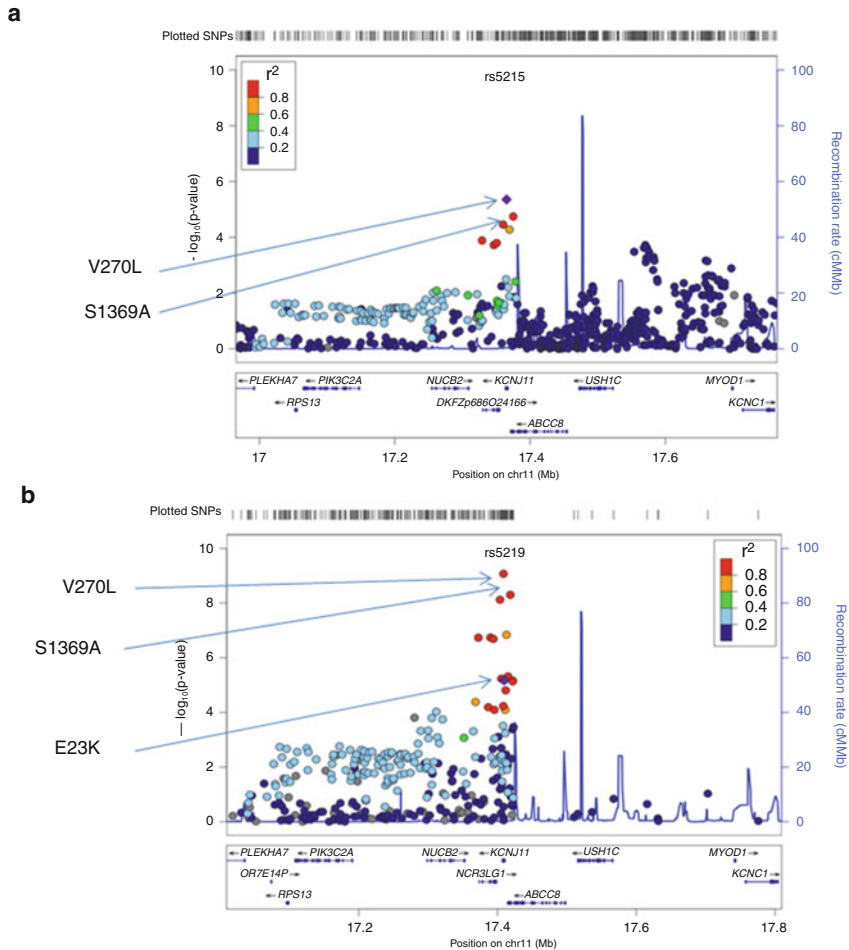 a
Plotted SNPs
10
8
6
4
2
0
- log10(p-value)
r2
0.8
0.6
0.4
0.2
rs5215
100
80
60
40
20
0
Recombination rate (cMMb)
V270L
S1369A
←PLEKHA7 ←PIK3C2A NUCB2→ ←KCNJ11 ←USH1C MYOD1→
←RPS13 DKFZp686O24166→ KCNC1→
←ABCC8
17 17.2 17.4 17.6
Position on chr11 (Mb)
b
Plotted SNPs
10
8
6
4
2
0
— log10(p-value)
rs5219
r2
0.8
0.6
0.4
0.2
100
80
60
40
20
0
Recombination rate (cMMb)
V270L
S1369A
E23K
←PLEKHA7 ←PIK3C2A NUCB2→ ←KCNJ11 ←USH1C MYOD1→
OR7E14P→ NCR3LG1→ KCNC1→
←RPS13 ←ABCC8
17.2 17.4 17.6 17.8
Position on chr11 (Mb)